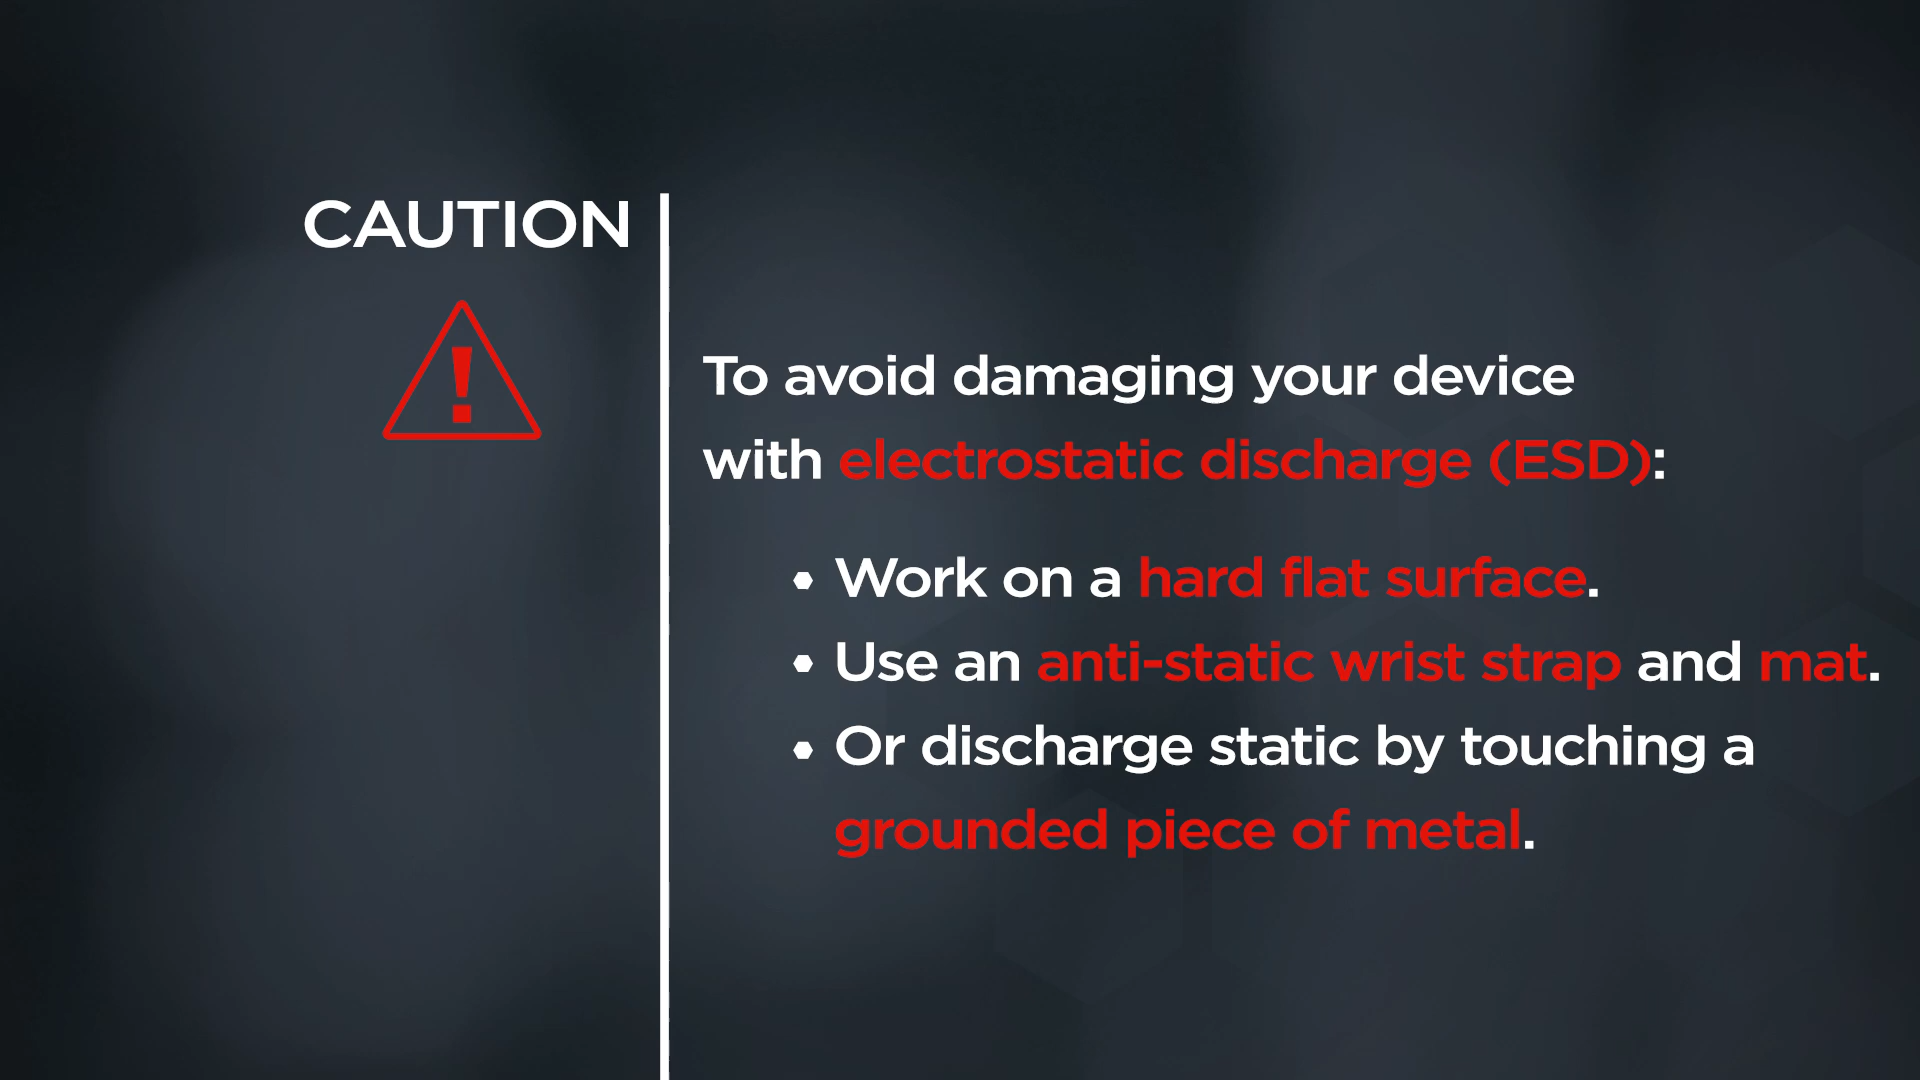 CAUTION
!
To avoid damaging your device
with electrostatic discharge (ESD):
• Work on a hard flat surface.
• Use an anti-static wrist strap and mat.
• Or discharge static by touching a
grounded piece of metal.